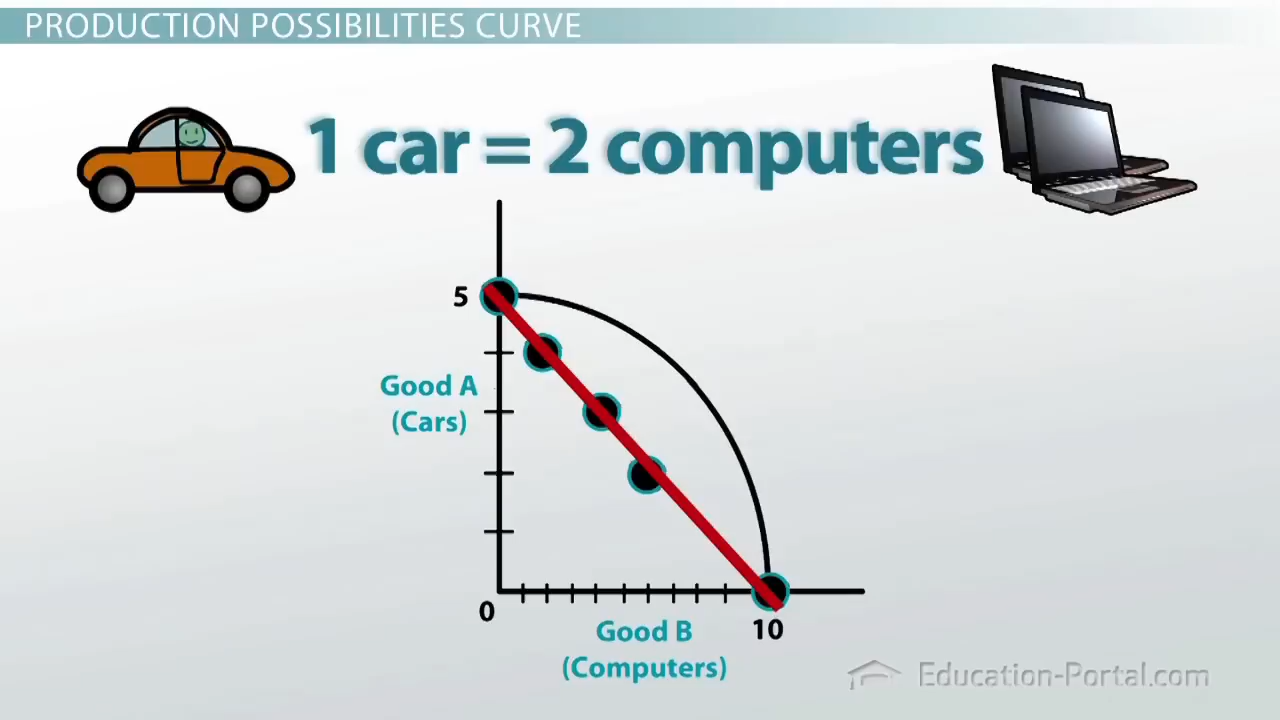 PRODUCTION POSSIBILITIES CURVE
1 car = 2 computers
5
Good A
(Cars)
0
10
Good B
(Computers)
Education-Portal.com